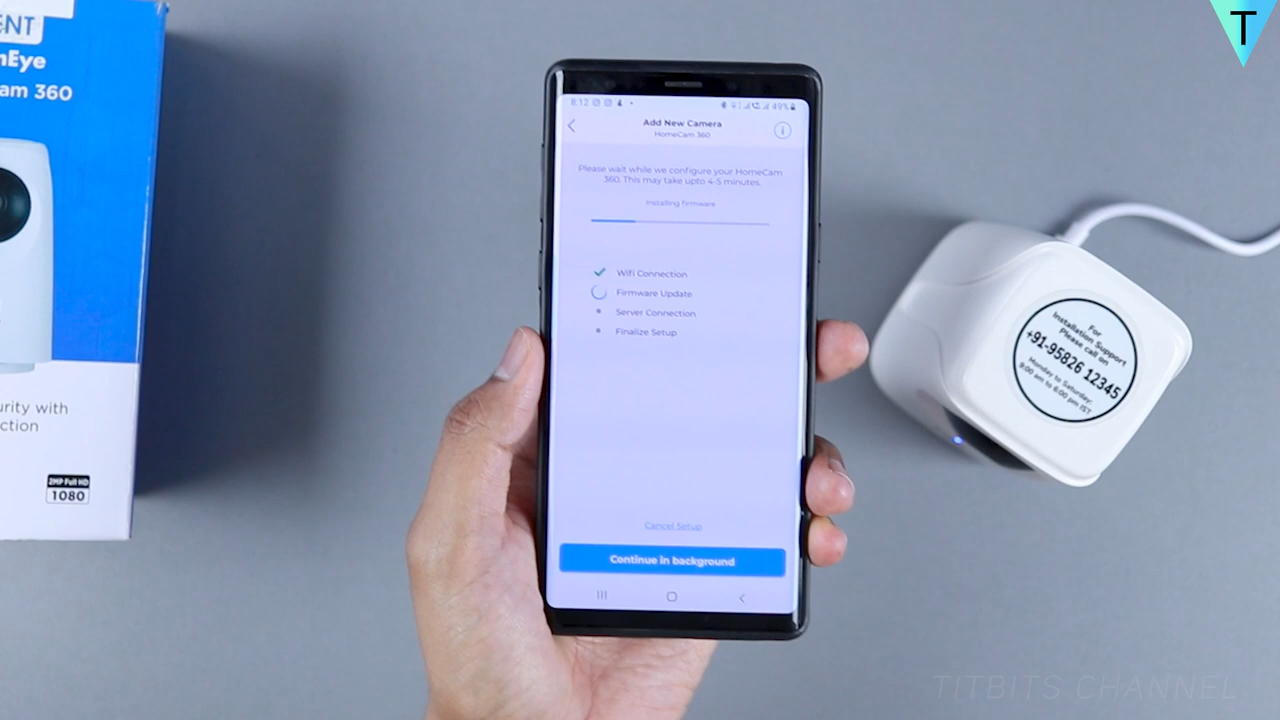 ENT
nEye
am 360
urity with
ction
2MP Full HD
1080
8:12
49%
Add New Camera
HomeCam 360
Please wait while we configure your HomeCam
360. This may take upto 4-5 minutes.
Installing firmware
Wifi Connection
Firmware Update
Server Connection
Finalize Setup
Cancel Setup
Continue in background
For
Installation Support
Please call on
+91-95826 12345
Monday to Saturday:
9:00 am to 6:00 pm IST
T
TITBITS CHANNEL